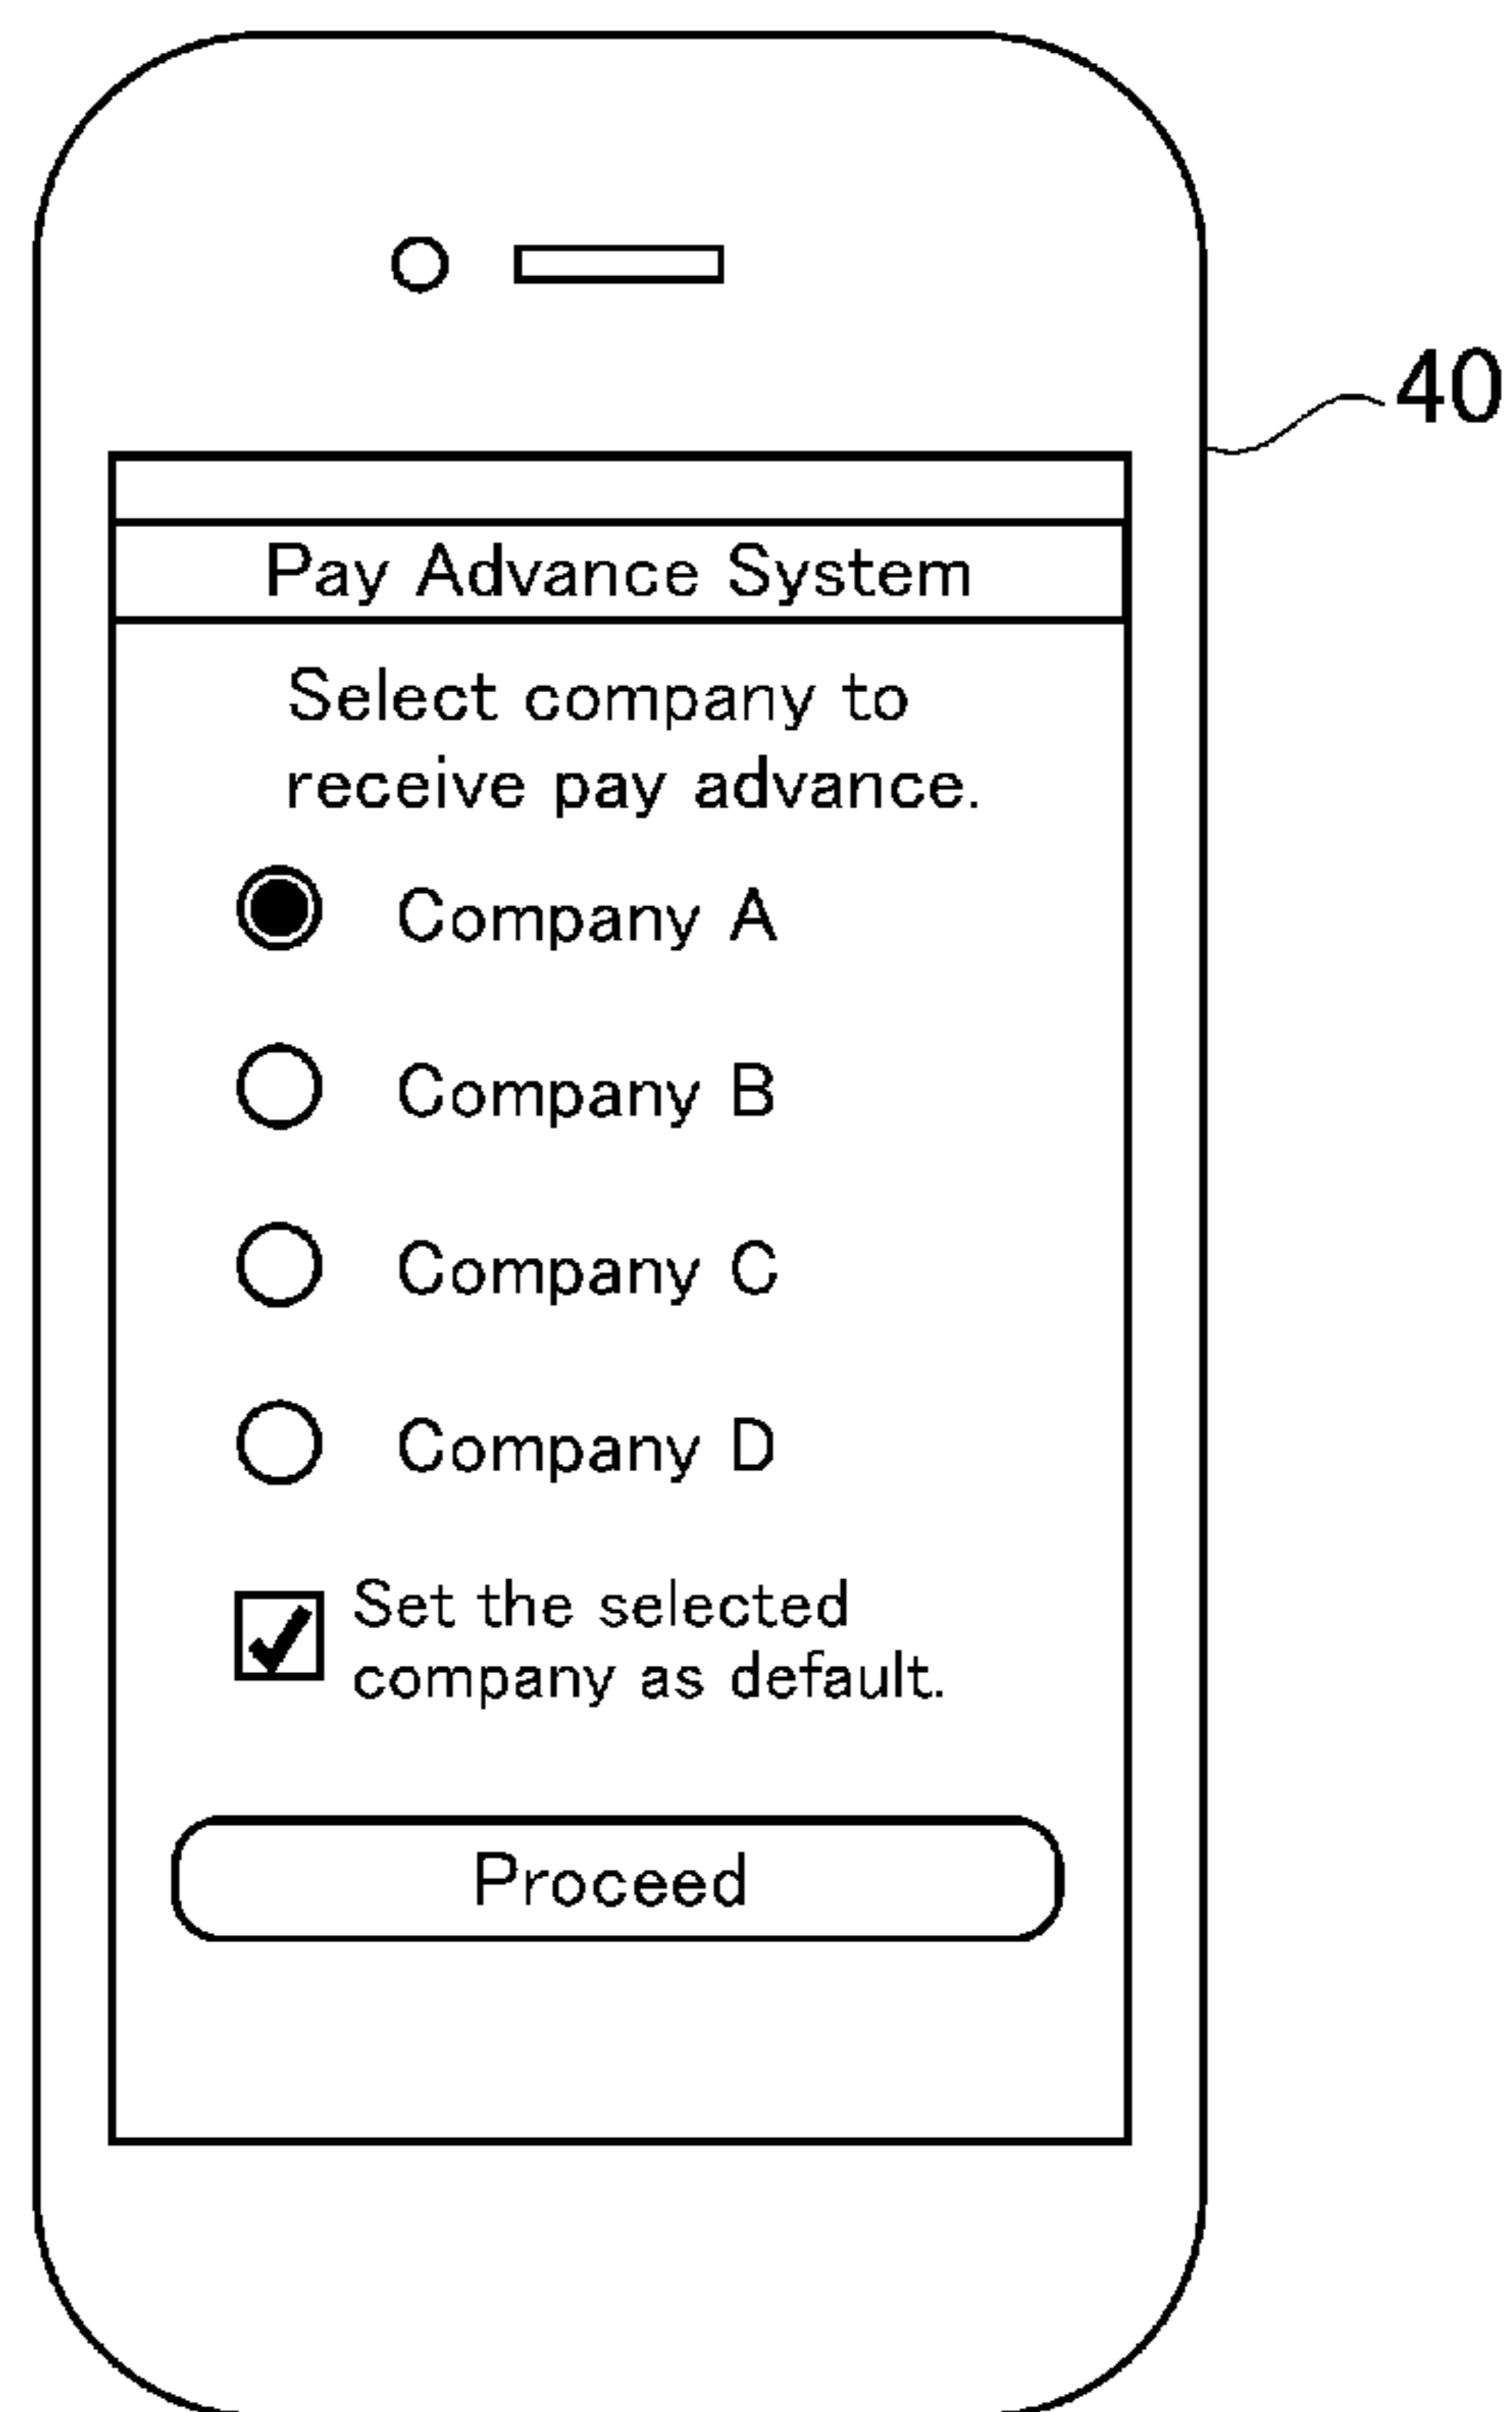 40
Pay Advance System
Select company to
receive pay advance.
Company A
Company B
Company C
Company D
Set the selected
company as default.
Proceed